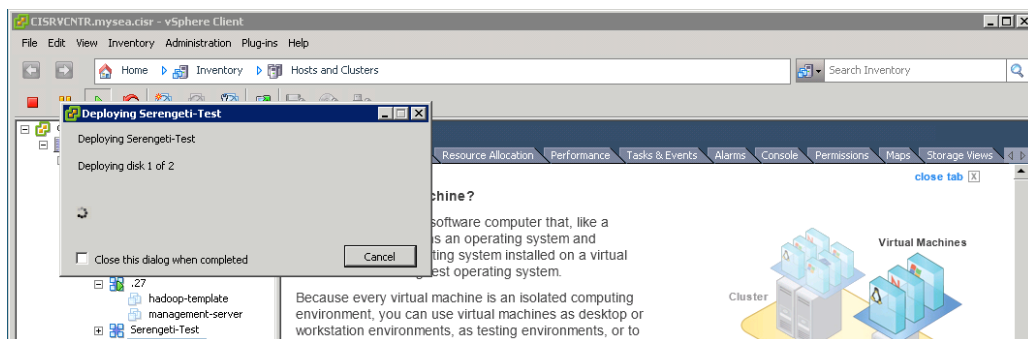 CISRVCNTR.mysea.cisr - vSphere Client
File Edit View Inventory Administration Plug-ins Help
Home Inventory Hosts and Clusters Search Inventory
Deploying Serengeti-Test
Deploying Serengeti-Test
Deploying disk 1 of 2
Close this dialog when completed
Cancel
.27
hadoop-template
management-server
Serengeti-Test
Resource Allocation Performance Tasks & Events Alarms Console Permissions Maps Storage Views
close tab X
chine?
software computer that, like a
s an operating system and
ting system installed on a virtual
est operating system.
Because every virtual machine is an isolated computing
environment, you can use virtual machines as desktop or
workstation environments, as testing environments, or to
Virtual Machines
Cluster